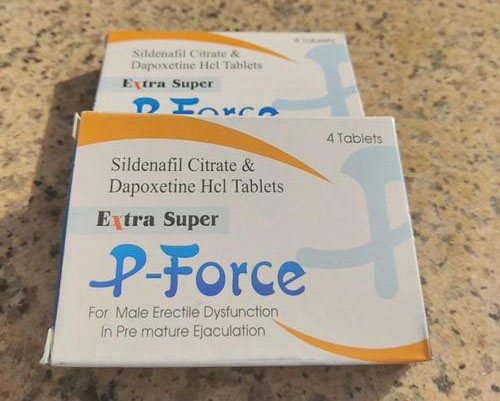 4 Tablets
Sildenafil Citrate &
Dapoxetine Hcl Tablets
Extra Super
P-Force
4 Tablets
Sildenafil Citrate &
Dapoxetine Hcl Tablets
Extra Super
P-Force
For Male Erectile Dysfunction
In Pre mature Ejaculation